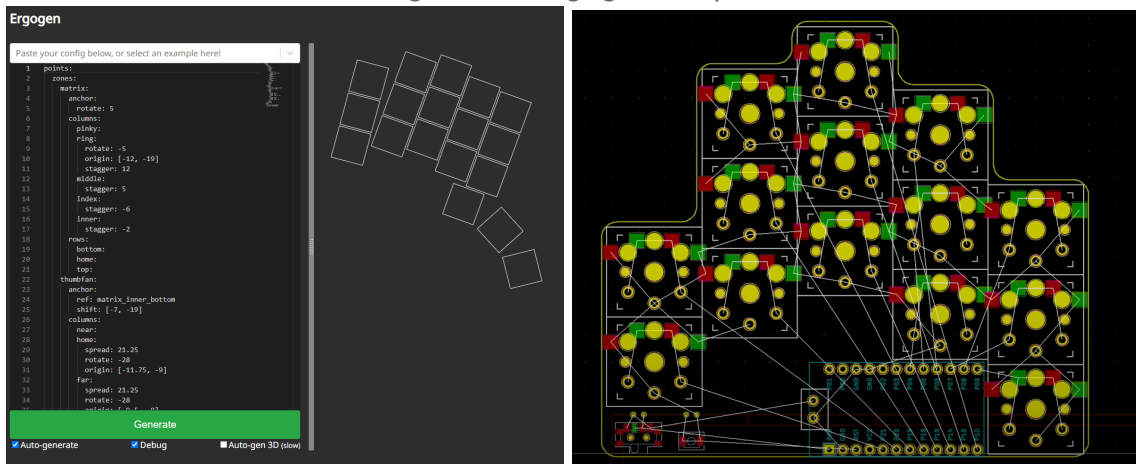 Ergogen
Paste your config below, or select an example here!
1 points:
2 zones:
3 matrix:
4 anchor:
5 rotate: 5
6 columns:
7 pinky:
8 ring:
9 rotate: -5
10 origin: [-12, -19]
11 stagger: 12
12 middle:
13 stagger: 5
14 index:
15 stagger: -6
16 inner:
17 stagger: -2
18 rows:
19 bottom:
20 home:
21 top:
22 thumbfan:
23 anchor:
24 ref: matrix_inner_bottom
25 shift: [-7, -19]
26 columns:
27 near:
28 home:
29 spread: 21.25
30 rotate: -28
31 origin: [-11.75, -9]
32 far:
33 spread: 21.25
34 rotate: -28
Generate
Auto-generate
Debug
Auto-gen 3D (slow)